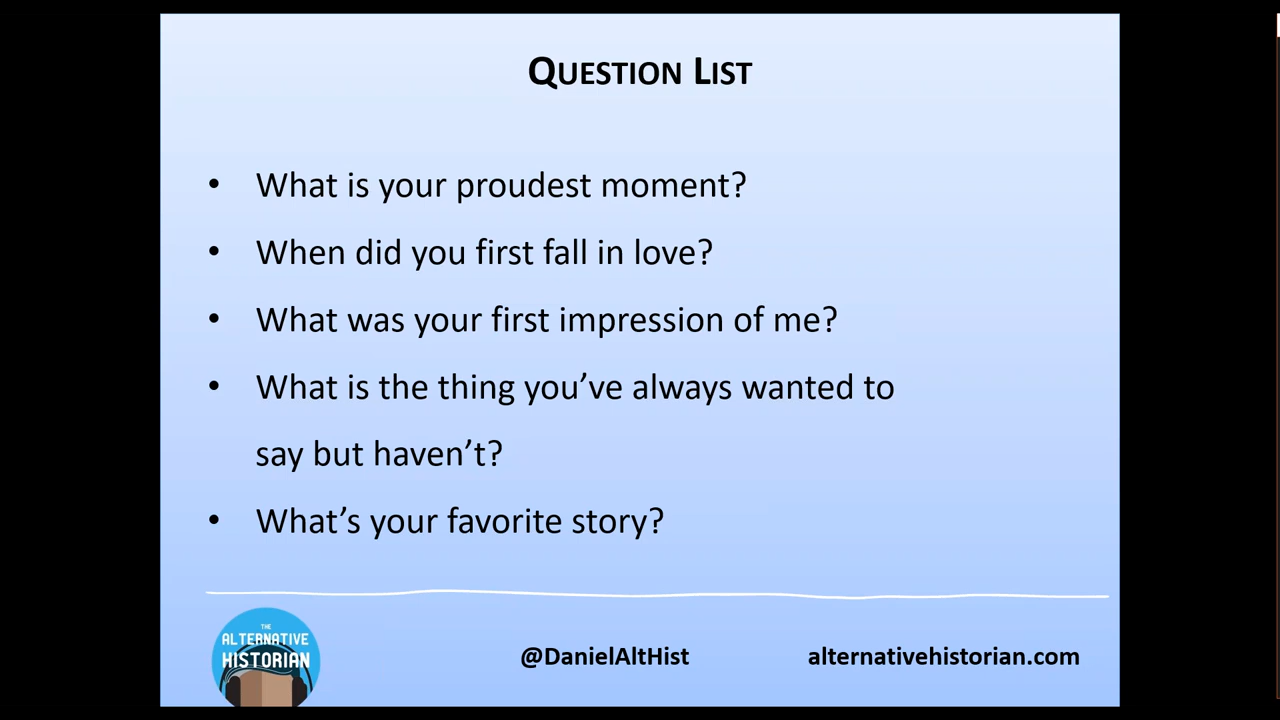 QUESTION LIST
• What is your proudest moment?
• When did you first fall in love?
• What was your first impression of me?
• What is the thing you’ve always wanted to
say but haven’t?
• What’s your favorite story?
THE
ALTERNATIVE
HISTORIAN
@DanielAltHist
alternativehistorian.com